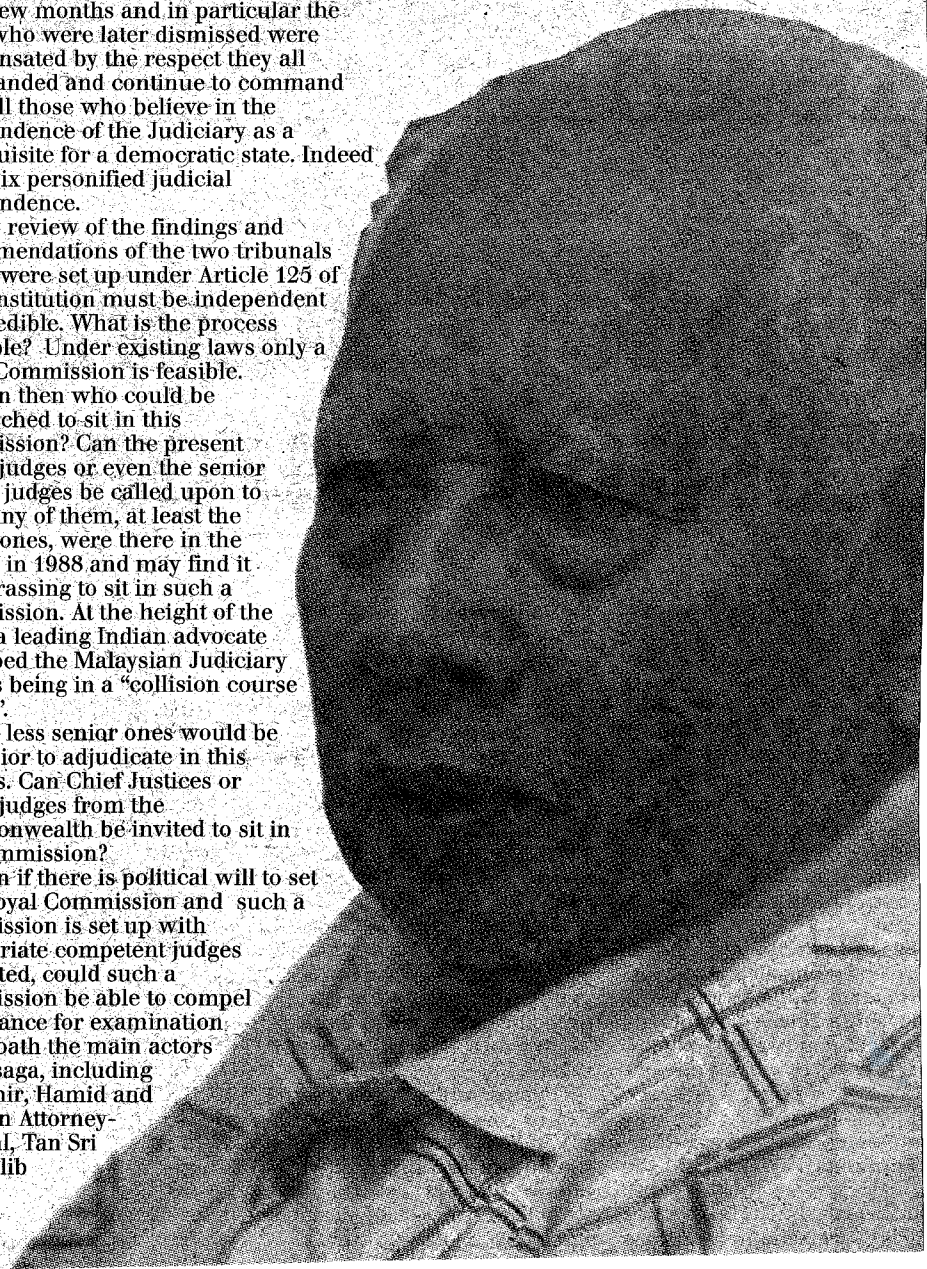 ew months and in particular the
who were later dismissed were
nsated by the respect they all
anded and continue to command
ll those who believe in the
ndence of the Judiciary as a
uisite for a democratic state. Indeed
ix personified judicial
ndence.
review of the findings and
mendations of the two tribunals
were set up under Article 125 of
nstitution must be independent
edible. What is the process
ble? Under existing laws only a
Commission is feasible.
n then who could be
ched to sit in this
ission? Can the present
judges or even the senior
judges be called upon to
ny of them, at least the
ones, were there in the
in 1988 and may find it
rassing to sit in such a
ission. At the height of the
a leading Indian advocate
bed the Malaysian Judiciary
s being in a “collision course
”.
less senior ones would be
ior to adjudicate in this
s. Can Chief Justices or
judges from the
onwealth be invited to sit in
mmission?
n if there is political will to set
oyal Commission and such a
ission is set up with
riate competent judges
ted, could such a
ission be able to compel
ance for examination
oath the main actors
saga, including
hir, Hamid and
n Attorney-
l, Tan Sri
lib